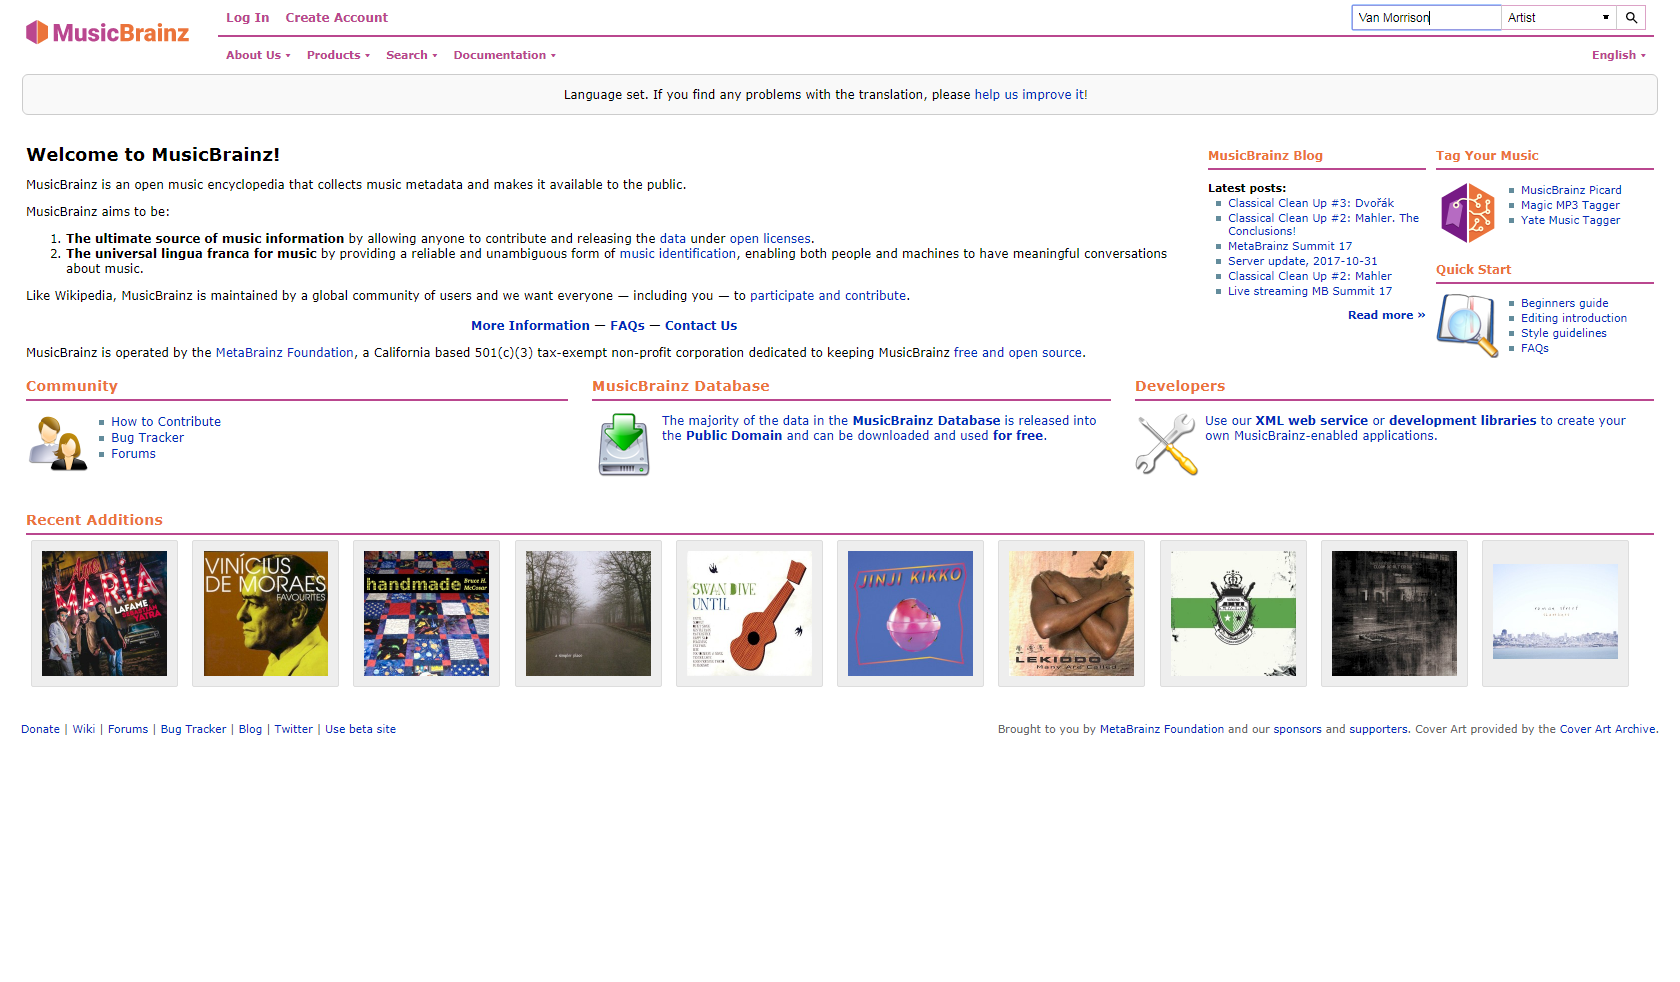 MusicBrainz
Log In Create Account
Van Morrison Artist
About Us Products Search Documentation English
Language set. If you find any problems with the translation, please help us improve it!
Welcome to MusicBrainz!
MusicBrainz is an open music encyclopedia that collects music metadata and makes it available to the public.
MusicBrainz aims to be:
1. The ultimate source of music information by allowing anyone to contribute and releasing the data under open licenses.
2. The universal lingua franca for music by providing a reliable and unambiguous form of music identification, enabling both people and machines to have meaningful conversations
about music.
Like Wikipedia, MusicBrainz is maintained by a global community of users and we want everyone — including you — to participate and contribute.
More Information — FAQs — Contact Us
MusicBrainz is operated by the MetaBrainz Foundation, a California based 501(c)(3) tax-exempt non-profit corporation dedicated to keeping MusicBrainz free and open source.
MusicBrainz Blog
Latest posts:
Classical Clean Up #3: Dvořák
Classical Clean Up #2: Mahler. The
Conclusions!
MetaBrainz Summit 17
Server update, 2017-10-31
Classical Clean Up #2: Mahler
Live streaming MB Summit 17
Read more »
Tag Your Music
MusicBrainz Picard
Magic MP3 Tagger
Yate Music Tagger
Quick Start
Beginners guide
Editing introduction
Style guidelines
FAQs
Community
How to Contribute
Bug Tracker
Forums
MusicBrainz Database
The majority of the data in the MusicBrainz Database is released into
the Public Domain and can be downloaded and used for free.
Developers
Use our XML web service or development libraries to create your
own MusicBrainz-enabled applications.
Recent Additions
MARÍA
LAFAME
YATRA
VINÍCIUS
DE MORAES
FAVOURITES
handmade Bruce H.
McCosar
a simpler place
SWAN DIVE
UNTIL
JINJI KIKKO
LEKIDDO
Many Are Called
Donate | Wiki | Forums | Bug Tracker | Blog | Twitter | Use beta site
Brought to you by MetaBrainz Foundation and our sponsors and supporters. Cover Art provided by the Cover Art Archive.